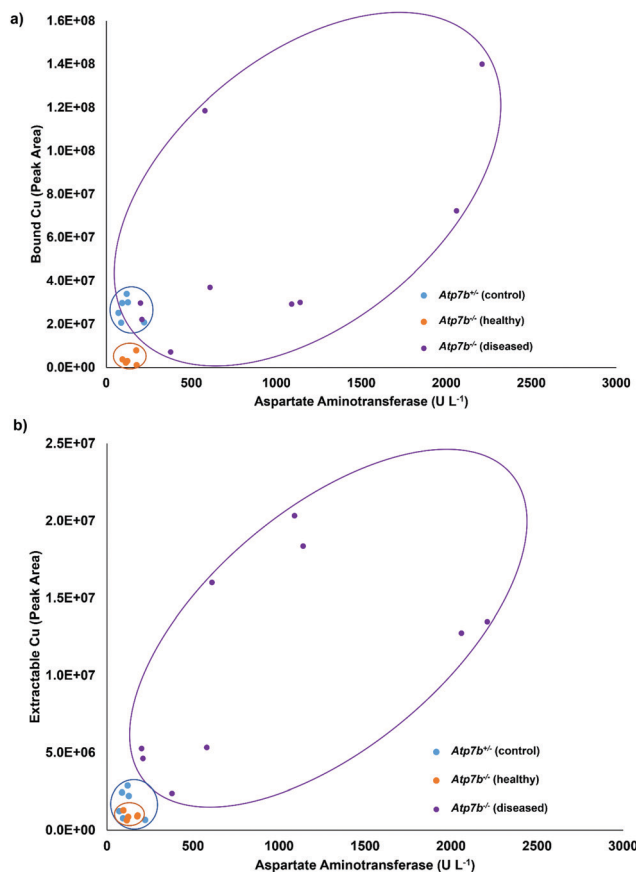 a)
1.6E+08
1.4E+08
1.2E+08
1.0E+08
8.0E+07
6.0E+07
4.0E+07
2.0E+07
0.0E+00
Bound Cu (Peak Area)
Atp7b+/- (control)
Atp7b-/- (healthy)
Atp7b-/- (diseased)
0 500 1000 1500 2000 2500 3000
Aspartate Aminotransferase (U L-1)
b)
2.5E+07
2.0E+07
1.5E+07
1.0E+07
5.0E+06
0.0E+00
Extractable Cu (Peak Area)
Atp7b+/- (control)
Atp7b-/- (healthy)
Atp7b-/- (diseased)
0 500 1000 1500 2000 2500 3000
Aspartate Aminotransferase (U L-1)